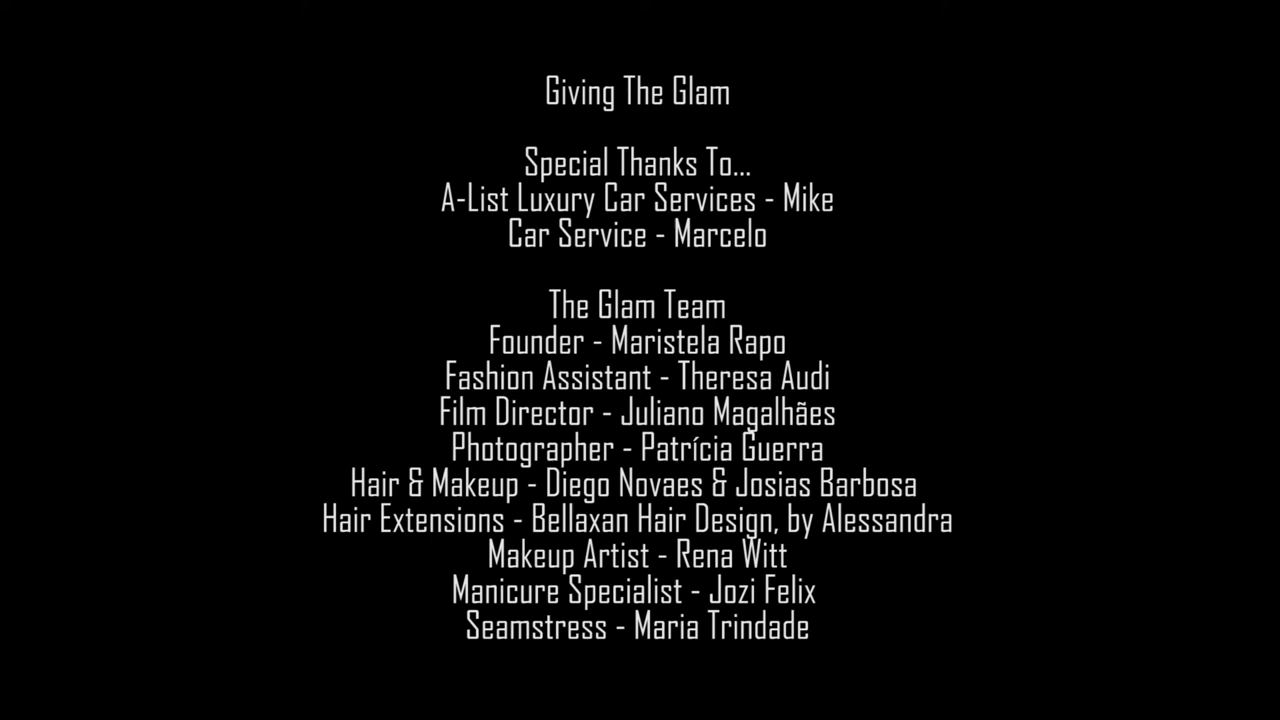 Giving The Glam
Special Thanks To...
A-List Luxury Car Services - Mike
Car Service - Marcelo
The Glam Team
Founder - Maristela Rapo
Fashion Assistant - Theresa Audi
Film Director - Juliano Magalhães
Photographer - Patrícia Guerra
Hair & Makeup - Diego Novaes & Josias Barbosa
Hair Extensions - Bellaxan Hair Design, by Alessandra
Makeup Artist - Rena Witt
Manicure Specialist - Jozi Felix
Seamstress - Maria Trindade